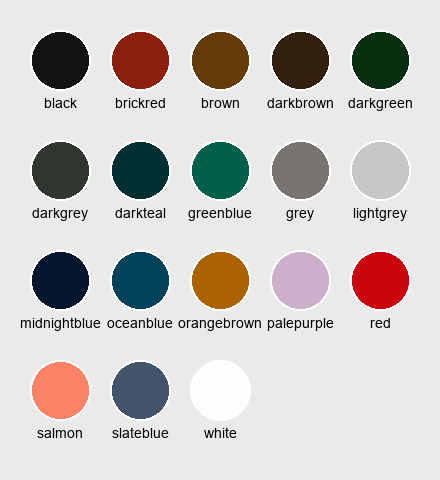 black brickred brown darkbrown darkgreen
darkgrey darkteal greenblue grey lightgrey
midnightblue oceanblue orangebrown palepurple red
salmon slateblue white